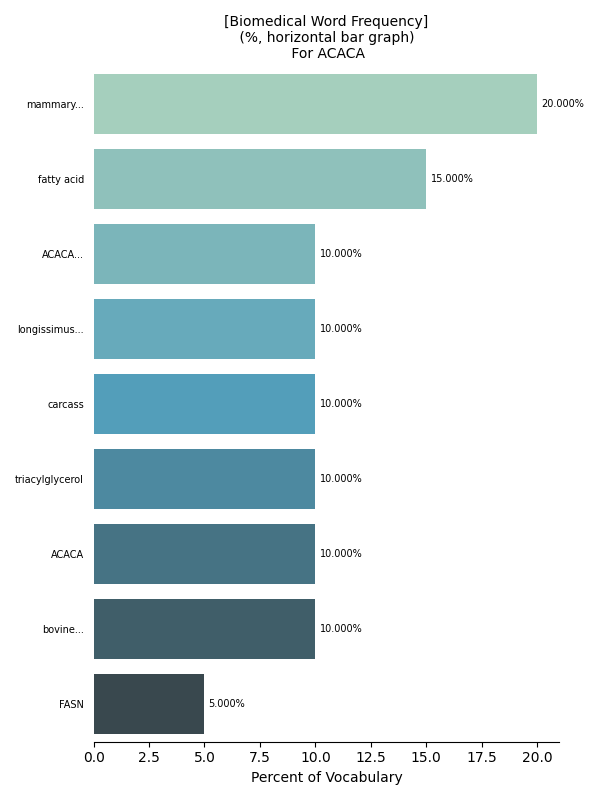 [Biomedical Word Frequency]
(%, horizontal bar graph)
For ACACA
mammary...
20.000%
fatty acid
15.000%
ACACA...
10.000%
longissimus...
10.000%
carcass
10.000%
triacylglycerol
10.000%
ACACA
10.000%
bovine...
10.000%
FASN
5.000%
0.0 2.5 5.0 7.5 10.0 12.5 15.0 17.5 20.0
Percent of Vocabulary